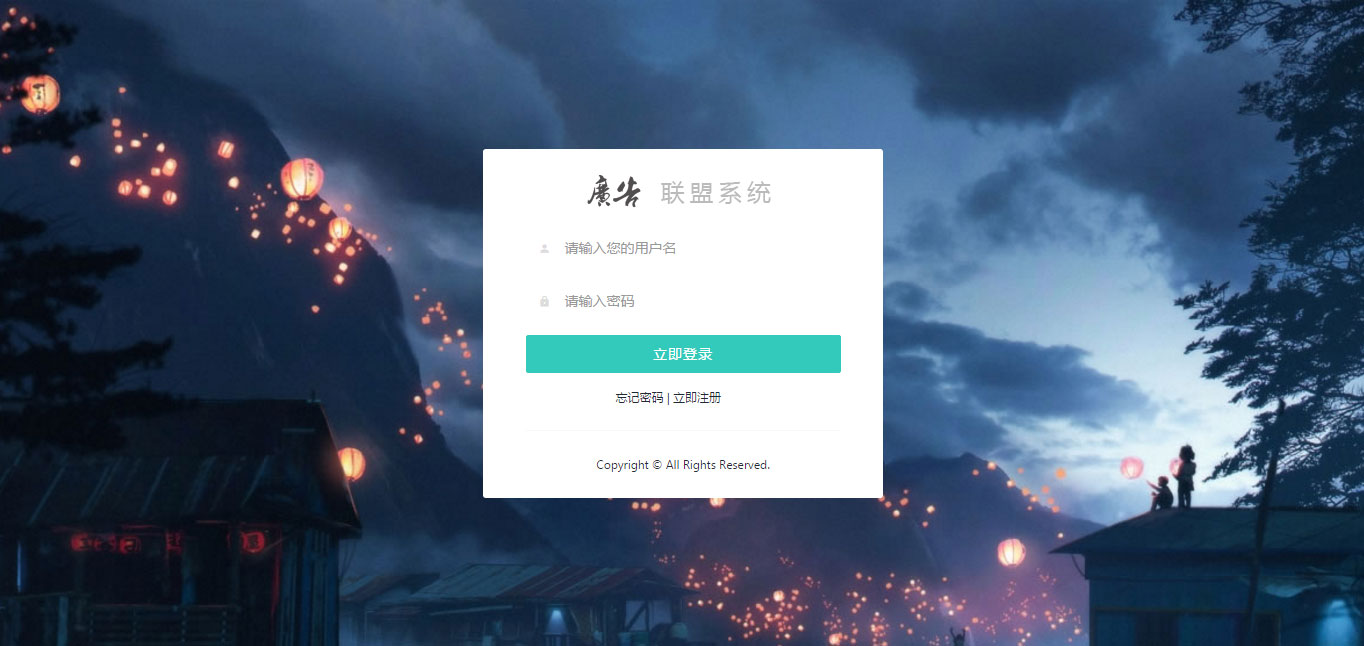 廣告 联盟系统
请输入您的用户名
请输入密码
立即登录
忘记密码 | 立即注册
Copyright © All Rights Reserved.